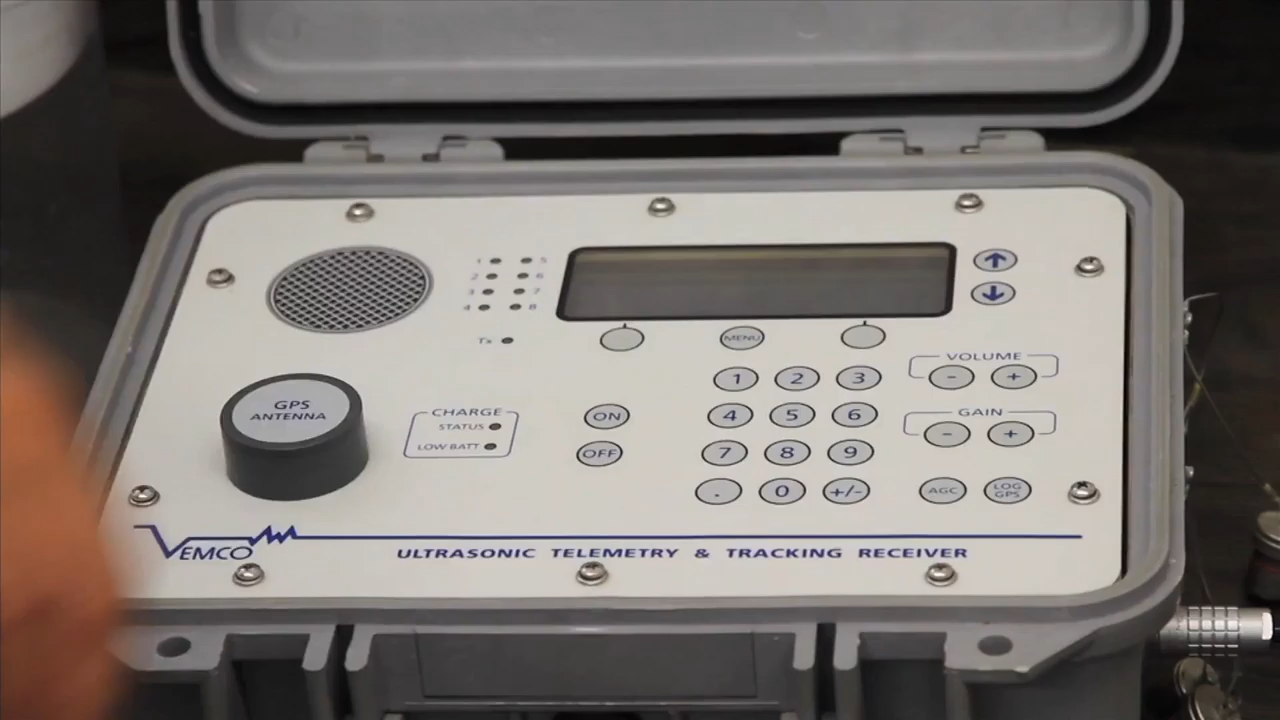 1 5
2 6
3 7
4 8
Tx
MENU
VOLUME
- +
1 2 3
GPS
ANTENNA
CHARGE
STATUS
LOW BATT
ON
OFF
4 5 6
7 8 9
. 0 +/-
GAIN
- +
AGC
LOG
GPS
VEMCO
ULTRASONIC TELEMETRY & TRACKING RECEIVER